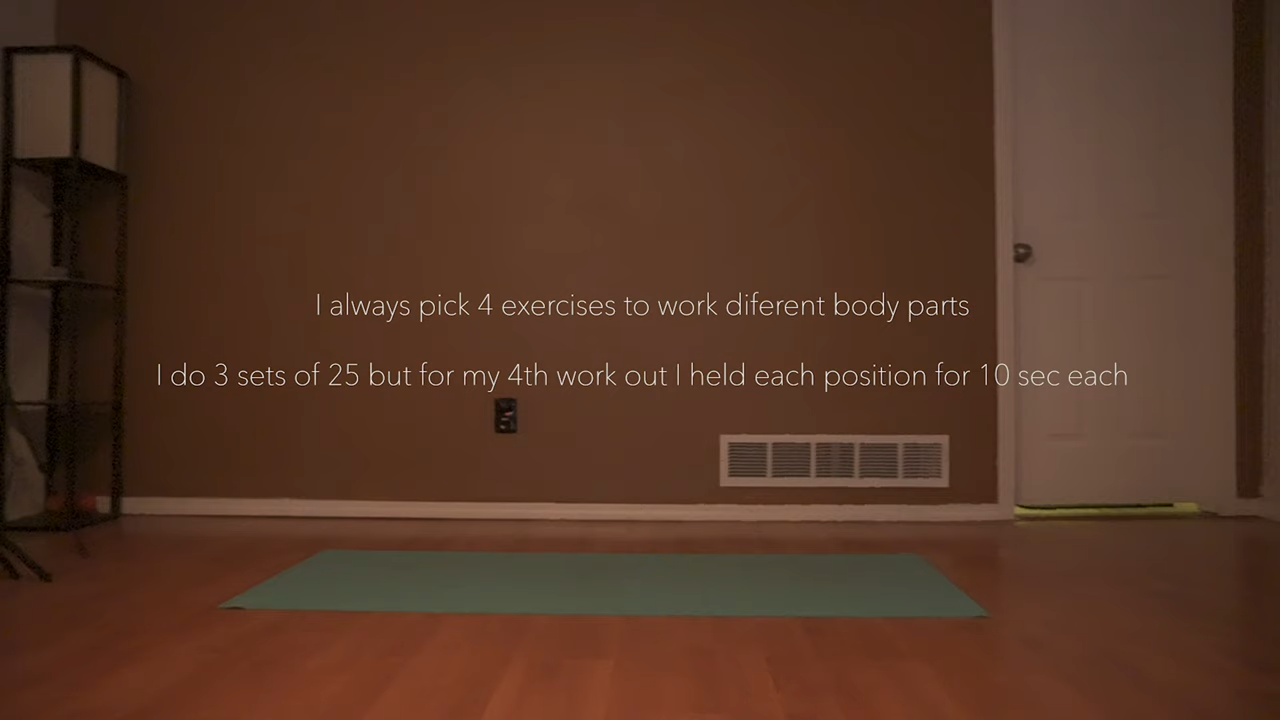 I always pick 4 exercises to work diferent body parts
I do 3 sets of 25 but for my 4th work out I held each position for 10 sec each